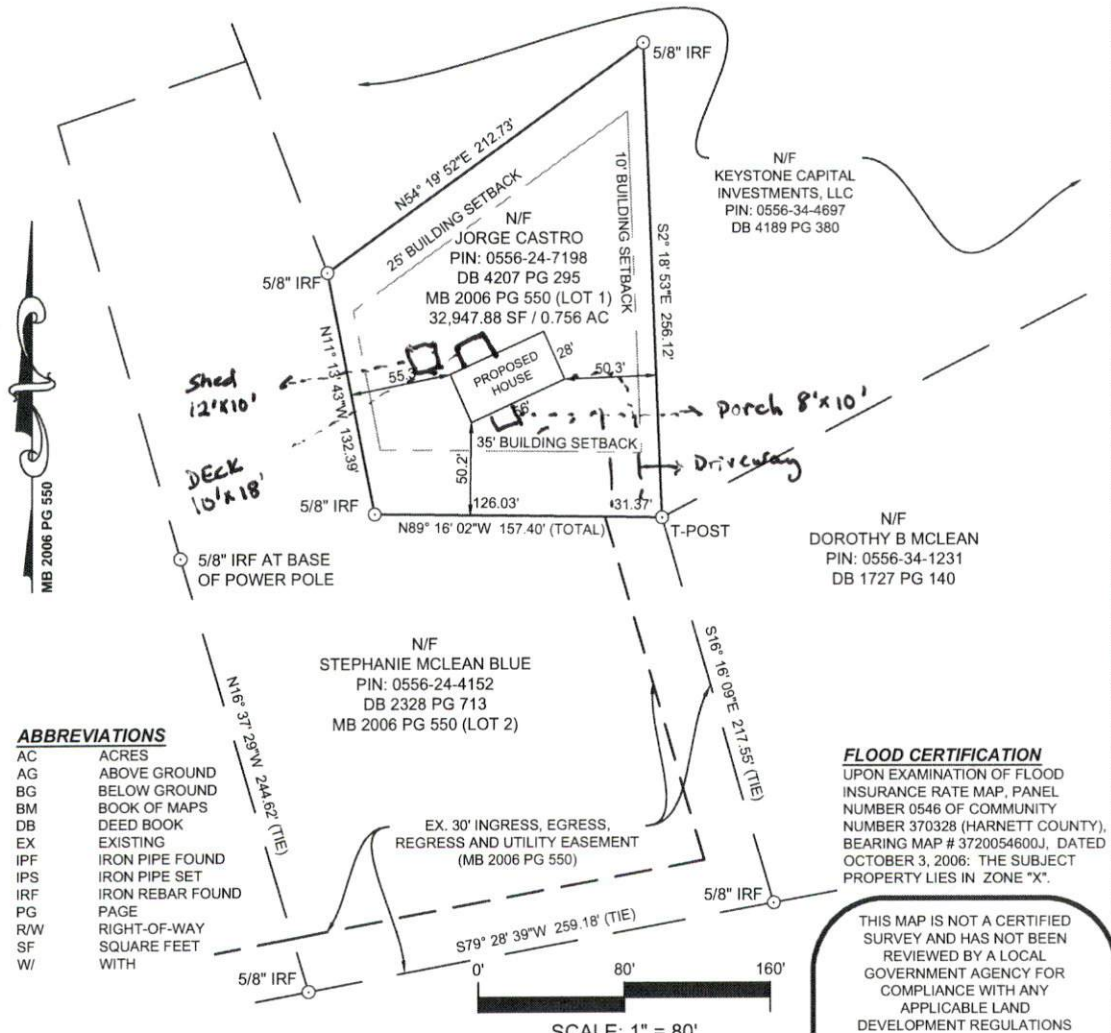 5/8" IRF
N54° 19' 52"E 212.73'
25' BUILDING SETBACK
10' BUILDING SETBACK
S2° 18' 53"E 256.12'
N/F
KEYSTONE CAPITAL
INVESTMENTS, LLC
PIN: 0556-34-4697
DB 4189 PG 380
N/F
JORGE CASTRO
PIN: 0556-24-7198
DB 4207 PG 295
MB 2006 PG 550 (LOT 1)
32,947.88 SF / 0.756 AC
5/8" IRF
N11° 13' 43"W 132.39'
Shed
12'x10'
55.3'
PROPOSED
HOUSE
28'
50.3'
Porch 8'x10'
DECK
10'x18'
35' BUILDING SETBACK
Driveway
50.2'
5/8" IRF
126.03'
31.37'
N89° 16' 02"W 157.40' (TOTAL)
T-POST
MB 2006 PG 550
5/8" IRF AT BASE
OF POWER POLE
N/F
DOROTHY B MCLEAN
PIN: 0556-34-1231
DB 1727 PG 140
N/F
STEPHANIE MCLEAN BLUE
PIN: 0556-24-4152
DB 2328 PG 713
MB 2006 PG 550 (LOT 2)
N16° 37' 29"W 244.62' (TIE)
S16° 16' 09"E 217.55' (TIE)
ABBREVIATIONS
AC ACRES
AG ABOVE GROUND
BG BELOW GROUND
BM BOOK OF MAPS
DB DEED BOOK
EX EXISTING
IPF IRON PIPE FOUND
IPS IRON PIPE SET
IRF IRON REBAR FOUND
PG PAGE
R/W RIGHT-OF-WAY
SF SQUARE FEET
W/ WITH
EX. 30' INGRESS, EGRESS,
REGRESS AND UTILITY EASEMENT
(MB 2006 PG 550)
FLOOD CERTIFICATION
UPON EXAMINATION OF FLOOD
INSURANCE RATE MAP, PANEL
NUMBER 0546 OF COMMUNITY
NUMBER 370328 (HARNETT COUNTY),
BEARING MAP # 3720054600J, DATED
OCTOBER 3, 2006: THE SUBJECT
PROPERTY LIES IN ZONE "X".
5/8" IRF
S79° 28' 39"W 259.18' (TIE)
5/8" IRF
0' 80' 160'
SCALE: 1" = 80'
THIS MAP IS NOT A CERTIFIED
SURVEY AND HAS NOT BEEN
REVIEWED BY A LOCAL
GOVERNMENT AGENCY FOR
COMPLIANCE WITH ANY
APPLICABLE LAND
DEVELOPMENT REGULATIONS